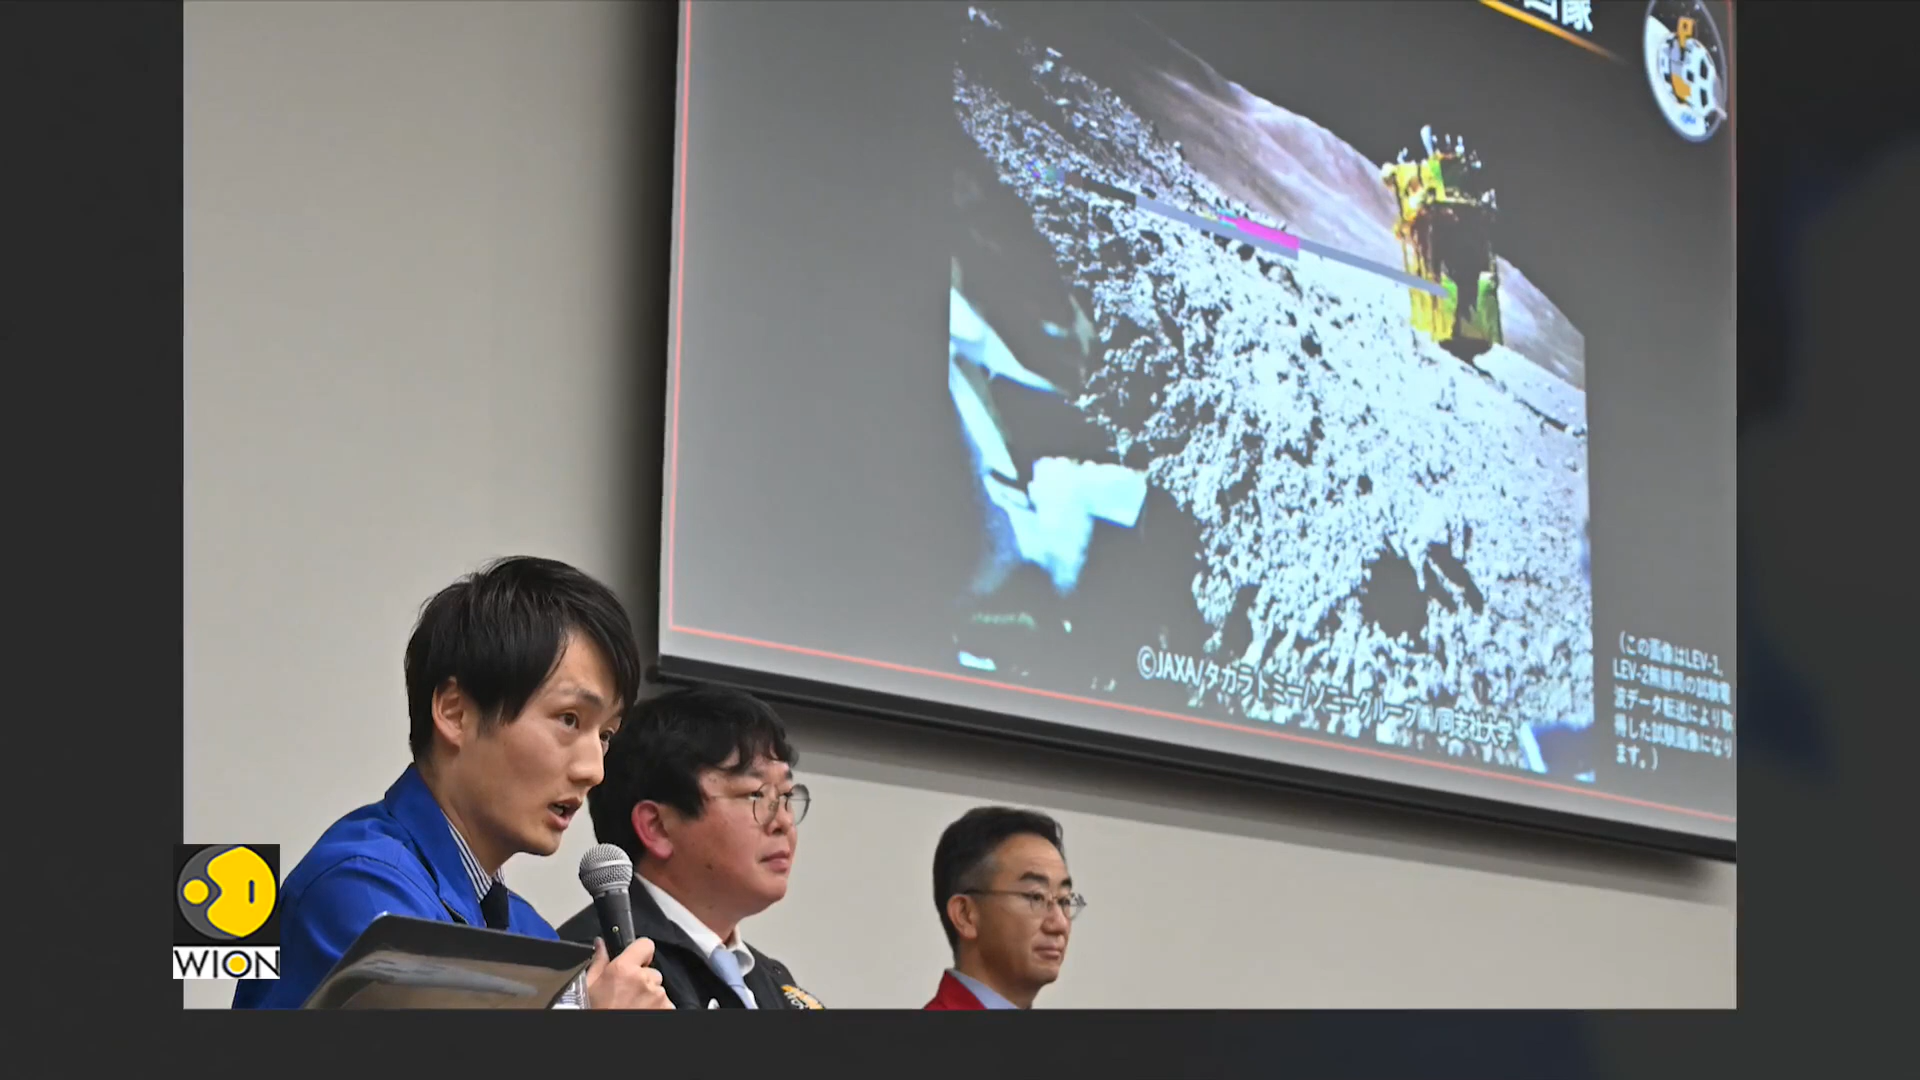 画像
©JAXA/タカラトミー/ソニーグループ㈱/同志社大学
(この画像はLEV-1、
LEV-2無線局の試験電
波データ転送により取
得した試験画像になり
ます。)
WION